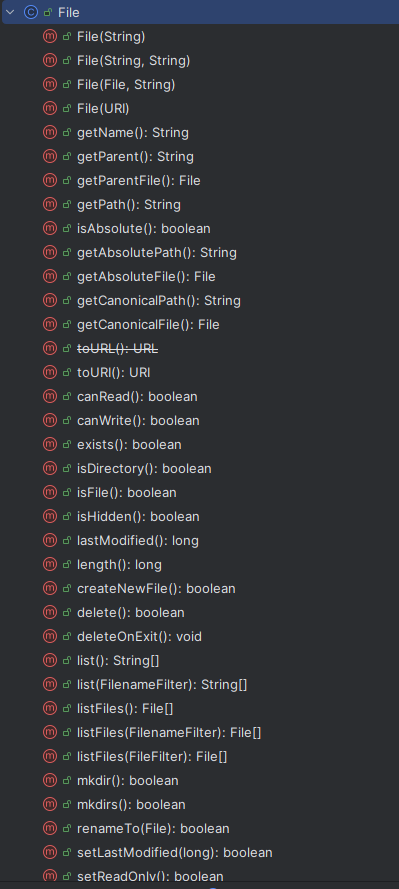 File
File(String)
File(String, String)
File(File, String)
File(URI)
getName(): String
getParent(): String
getParentFile(): File
getPath(): String
isAbsolute(): boolean
getAbsolutePath(): String
getAbsoluteFile(): File
getCanonicalPath(): String
getCanonicalFile(): File
toURL(): URL
toURI(): URI
canRead(): boolean
canWrite(): boolean
exists(): boolean
isDirectory(): boolean
isFile(): boolean
isHidden(): boolean
lastModified(): long
length(): long
createNewFile(): boolean
delete(): boolean
deleteOnExit(): void
list(): String[]
list(FilenameFilter): String[]
listFiles(): File[]
listFiles(FilenameFilter): File[]
listFiles(FileFilter): File[]
mkdir(): boolean
mkdirs(): boolean
renameTo(File): boolean
setLastModified(long): boolean
setReadOnly(): boolean